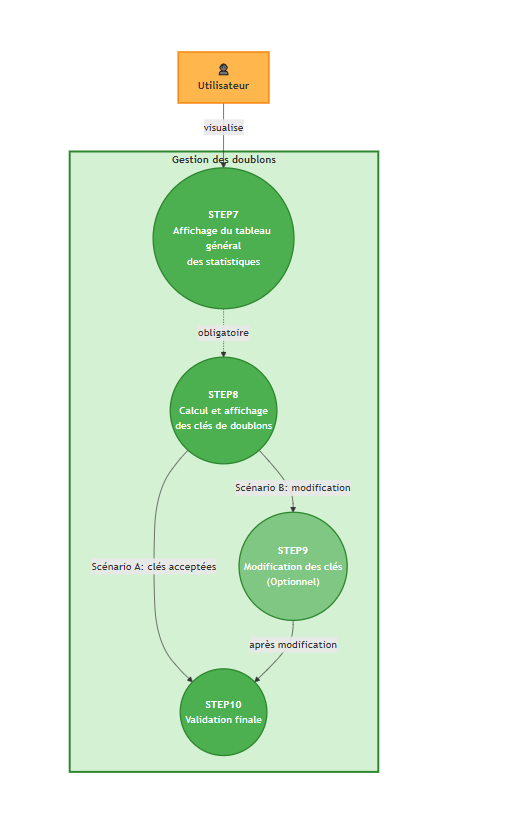 Utilisateur
visualise
Gestion des doublons
STEP7
Affichage du tableau
général
des statistiques
obligatoire
STEP8
Calcul et affichage
des clés de doublons
Scénario B: modification
STEP9
Modification des clés
(Optionnel)
Scénario A: clés acceptées
après modification
STEP10
Validation finale